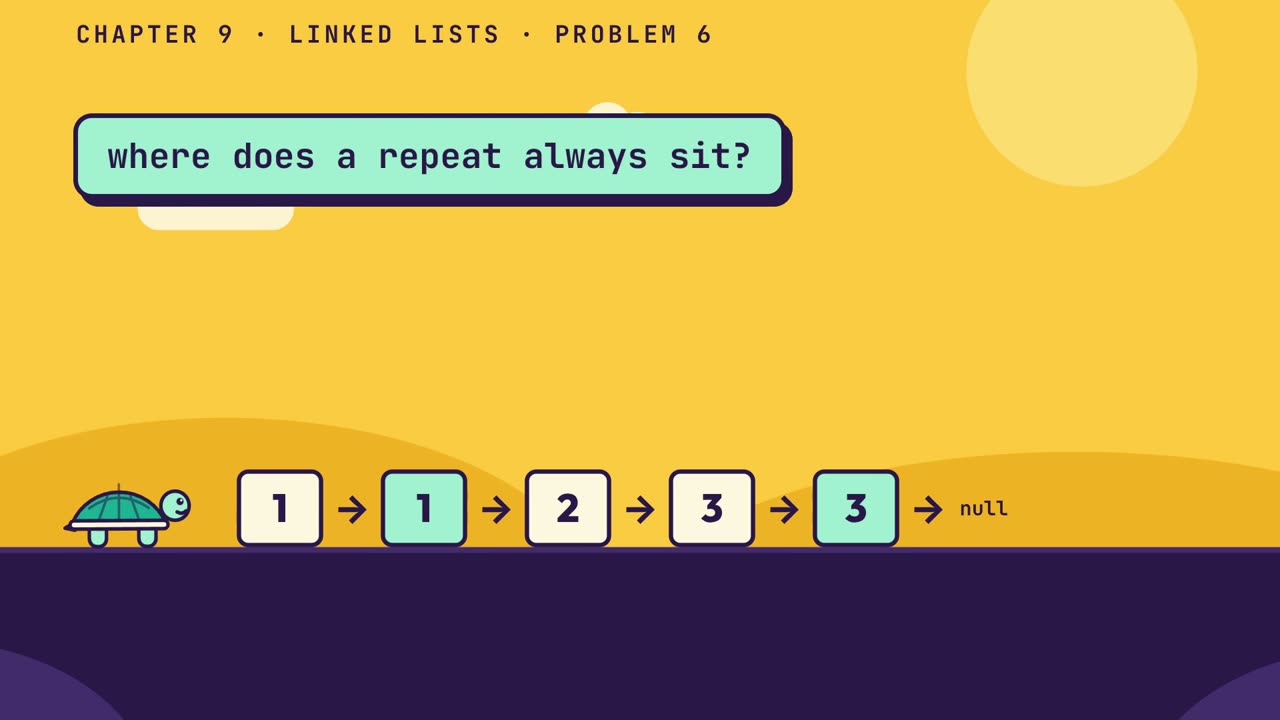 CHAPTER 9 · LINKED LISTS · PROBLEM 6
where does a repeat always sit?
1 → 1 → 2 → 3 → 3 → null